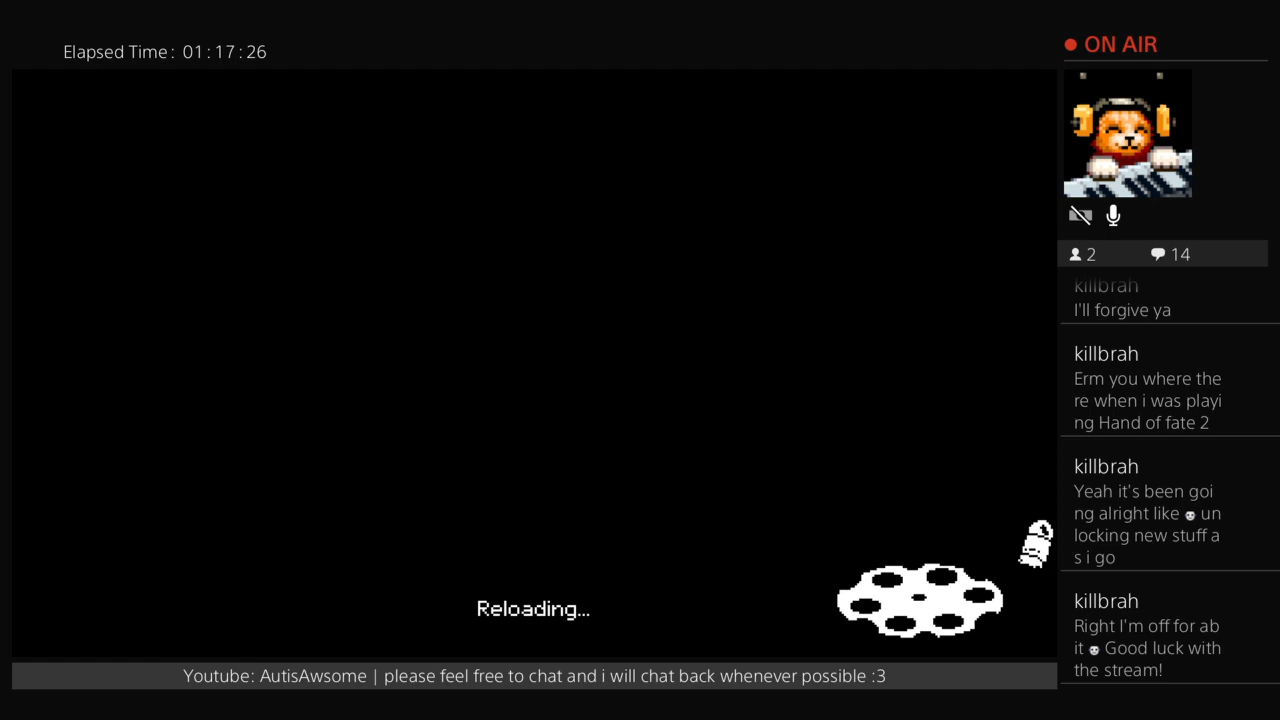 Elapsed Time: 01:17:26
ON AIR
2 14
killbrah
I'll forgive ya
killbrah
Erm you where the
re when i was playi
ng Hand of fate 2
killbrah
Yeah it's been goi
ng alright like un
locking new stuff a
s i go
killbrah
Right I'm off for ab
it Good luck with
the stream!
Reloading...
Youtube: AutisAwsome | please feel free to chat and i will chat back whenever possible :3